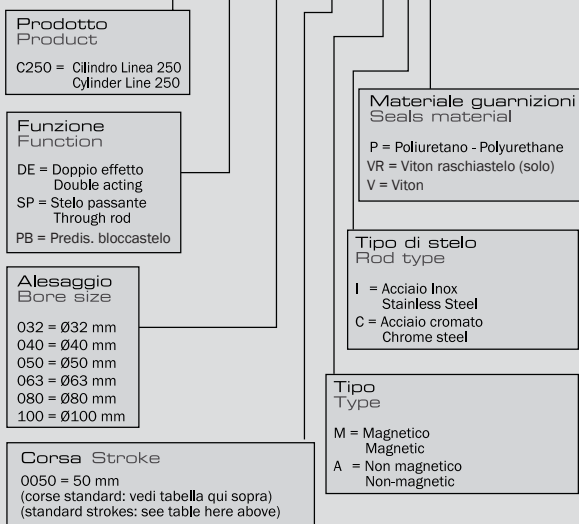 Prodotto
Product
C250 = Cilindro Linea 250
Cylinder Line 250
Funzione
Function
DE = Doppio effetto
Double acting
SP = Stelo passante
Through rod
PB = Predis. bloccastelo
Alesaggio
Bore size
032 = Ø32 mm
040 = Ø40 mm
050 = Ø50 mm
063 = Ø63 mm
080 = Ø80 mm
100 = Ø100 mm
Corsa Stroke
0050 = 50 mm
(corse standard: vedi tabella qui sopra)
(standard strokes: see table here above)
Materiale guarnizioni
Seals material
P = Poliuretano - Polyurethane
VR = Viton raschiastelo (solo)
V = Viton
Tipo di stelo
Rod type
I = Acciaio Inox
Stainless Steel
C = Acciaio cromato
Chrome steel
Tipo
Type
M = Magnetico
Magnetic
A = Non magnetico
Non-magnetic